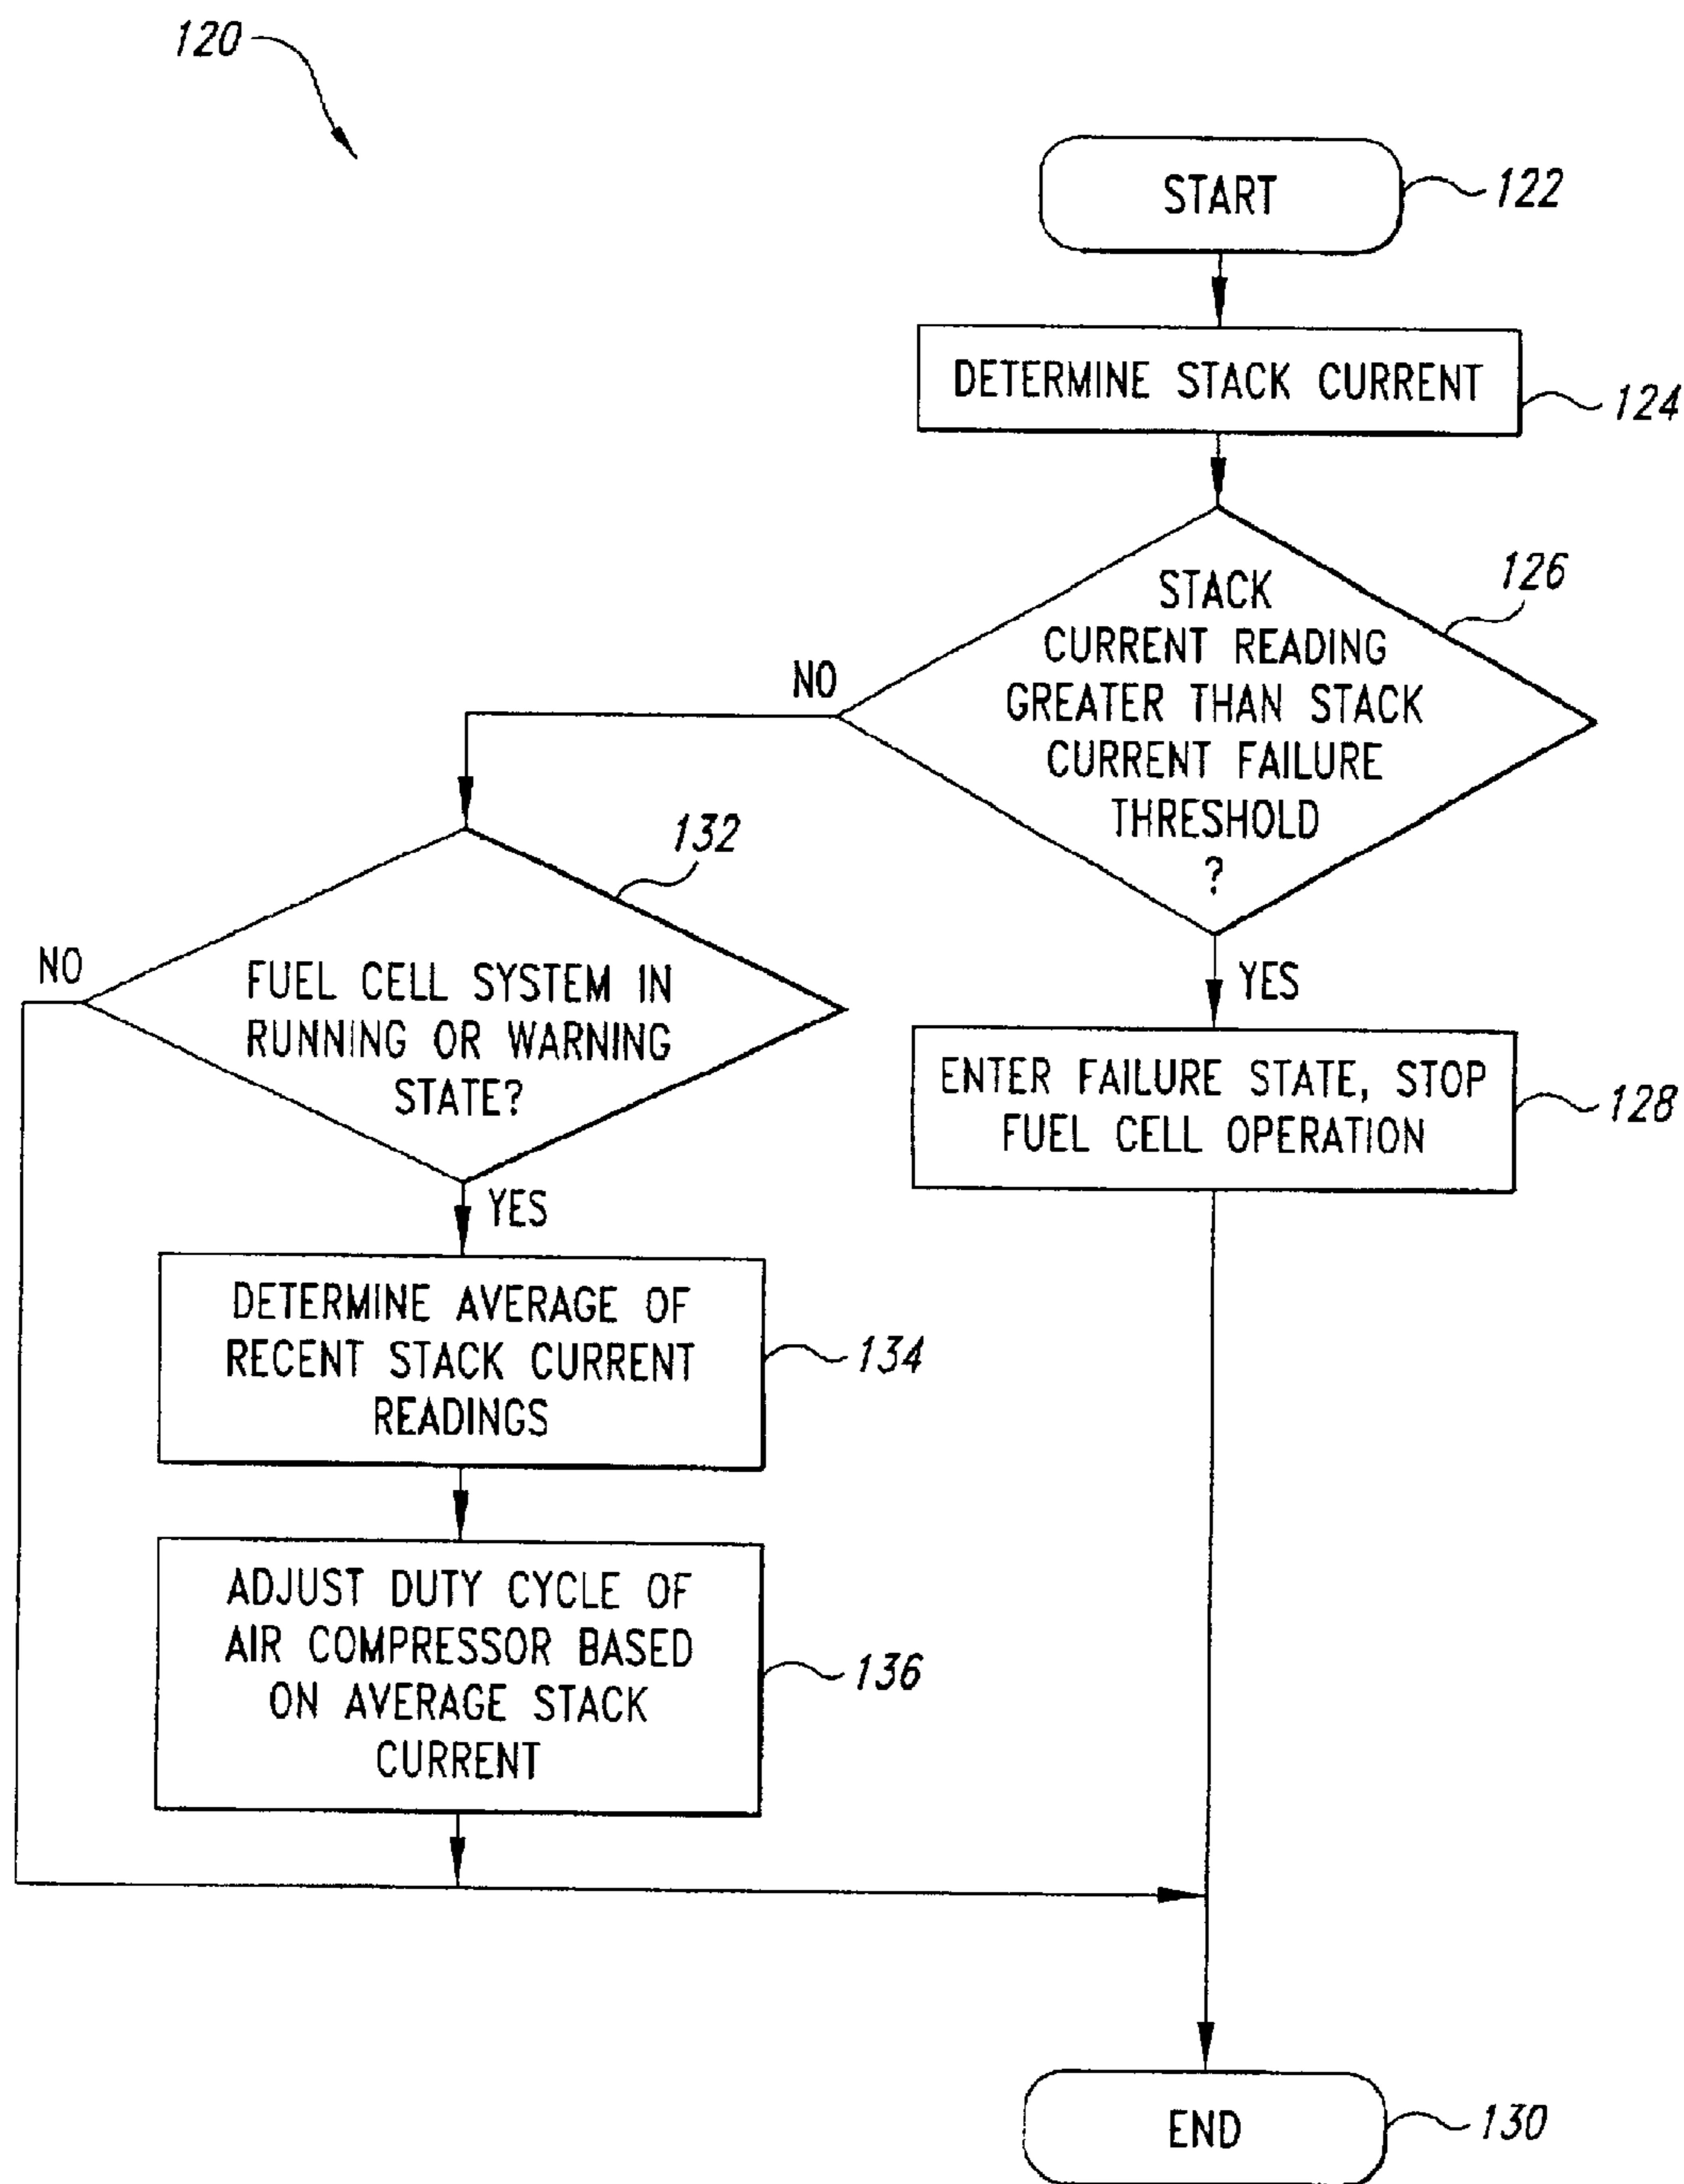 120
START
122
DETERMINE STACK CURRENT
124
STACK
CURRENT READING
GREATER THAN STACK
CURRENT FAILURE
THRESHOLD
?
126
NO
YES
132
FUEL CELL SYSTEM IN
RUNNING OR WARNING
STATE?
NO
YES
ENTER FAILURE STATE, STOP
FUEL CELL OPERATION
128
DETERMINE AVERAGE OF
RECENT STACK CURRENT
READINGS
134
ADJUST DUTY CYCLE OF
AIR COMPRESSOR BASED
ON AVERAGE STACK
CURRENT
136
END
130